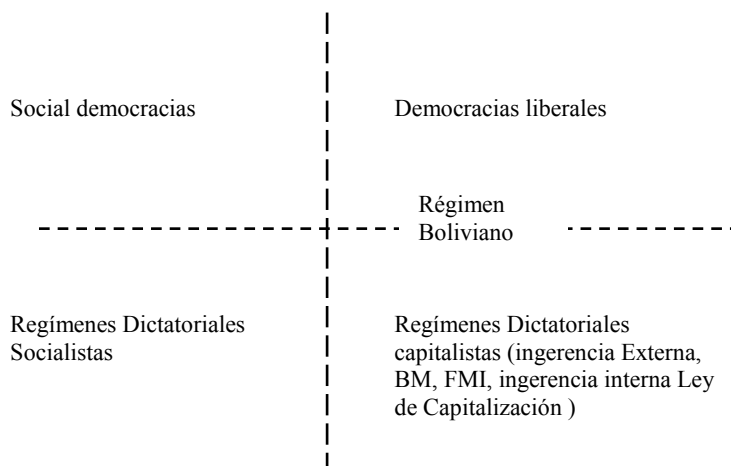 Social democracias
Democracias liberales
Régimen
Boliviano
Regímenes Dictatoriales
Socialistas
Regímenes Dictatoriales
capitalistas (ingerencia Externa,
BM, FMI, ingerencia interna Ley
de Capitalización )